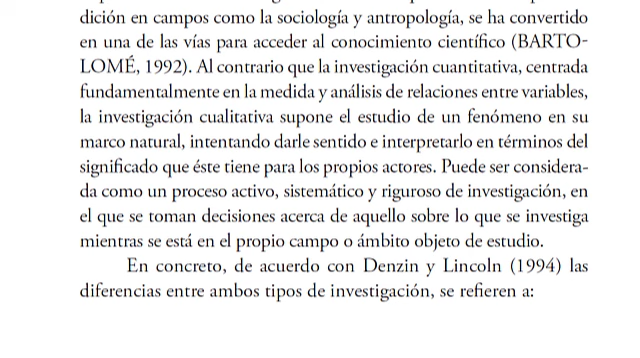 dición en campos como la sociología y antropología, se ha convertido
en una de las vías para acceder al conocimiento científico (BARTO-
LOMÉ, 1992). Al contrario que la investigación cuantitativa, centrada
fundamentalmente en la medida y análisis de relaciones entre variables,
la investigación cualitativa supone el estudio de un fenómeno en su
marco natural, intentando darle sentido e interpretarlo en términos del
significado que éste tiene para los propios actores. Puede ser considera-
da como un proceso activo, sistemático y riguroso de investigación, en
el que se toman decisiones acerca de aquello sobre lo que se investiga
mientras se está en el propio campo o ámbito objeto de estudio.
En concreto, de acuerdo con Denzin y Lincoln (1994) las
diferencias entre ambos tipos de investigación, se refieren a: